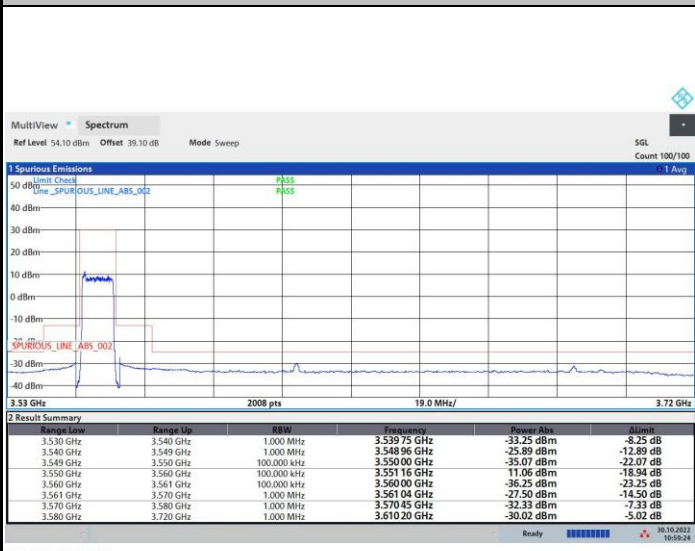 MultiView Spectrum
Ref Level 54.10 dBm Offset 39.10 dB Mode Sweep SGL
Count 100/100
1 Spurious Emissions 1 Avg
Limit Check PASS
Line _SPURIOUS_LINE_ABS_002 PASS
50 dBm
40 dBm
30 dBm
20 dBm
10 dBm
0 dBm
-10 dBm
-20 dBm
_SPURIOUS_LINE_ABS_002
-30 dBm
-40 dBm
3.53 GHz 2008 pts 19.0 MHz/ 3.72 GHz
2 Result Summary
Range Low Range Up RBW Frequency Power Abs ΔLimit
3.530 GHz 3.540 GHz 1.000 MHz 3.539 75 GHz -33.25 dBm -8.25 dB
3.540 GHz 3.549 GHz 1.000 MHz 3.548 96 GHz -25.89 dBm -12.89 dB
3.549 GHz 3.550 GHz 100.000 kHz 3.550 00 GHz -35.07 dBm -22.07 dB
3.550 GHz 3.560 GHz 100.000 kHz 3.551 16 GHz 11.06 dBm -18.94 dB
3.560 GHz 3.561 GHz 100.000 kHz 3.560 00 GHz -36.25 dBm -23.25 dB
3.561 GHz 3.570 GHz 1.000 MHz 3.561 04 GHz -27.50 dBm -14.50 dB
3.570 GHz 3.580 GHz 1.000 MHz 3.570 45 GHz -32.33 dBm -7.33 dB
3.580 GHz 3.720 GHz 1.000 MHz 3.610 20 GHz -30.02 dBm -5.02 dB
Ready 30.10.2022
10:59:24